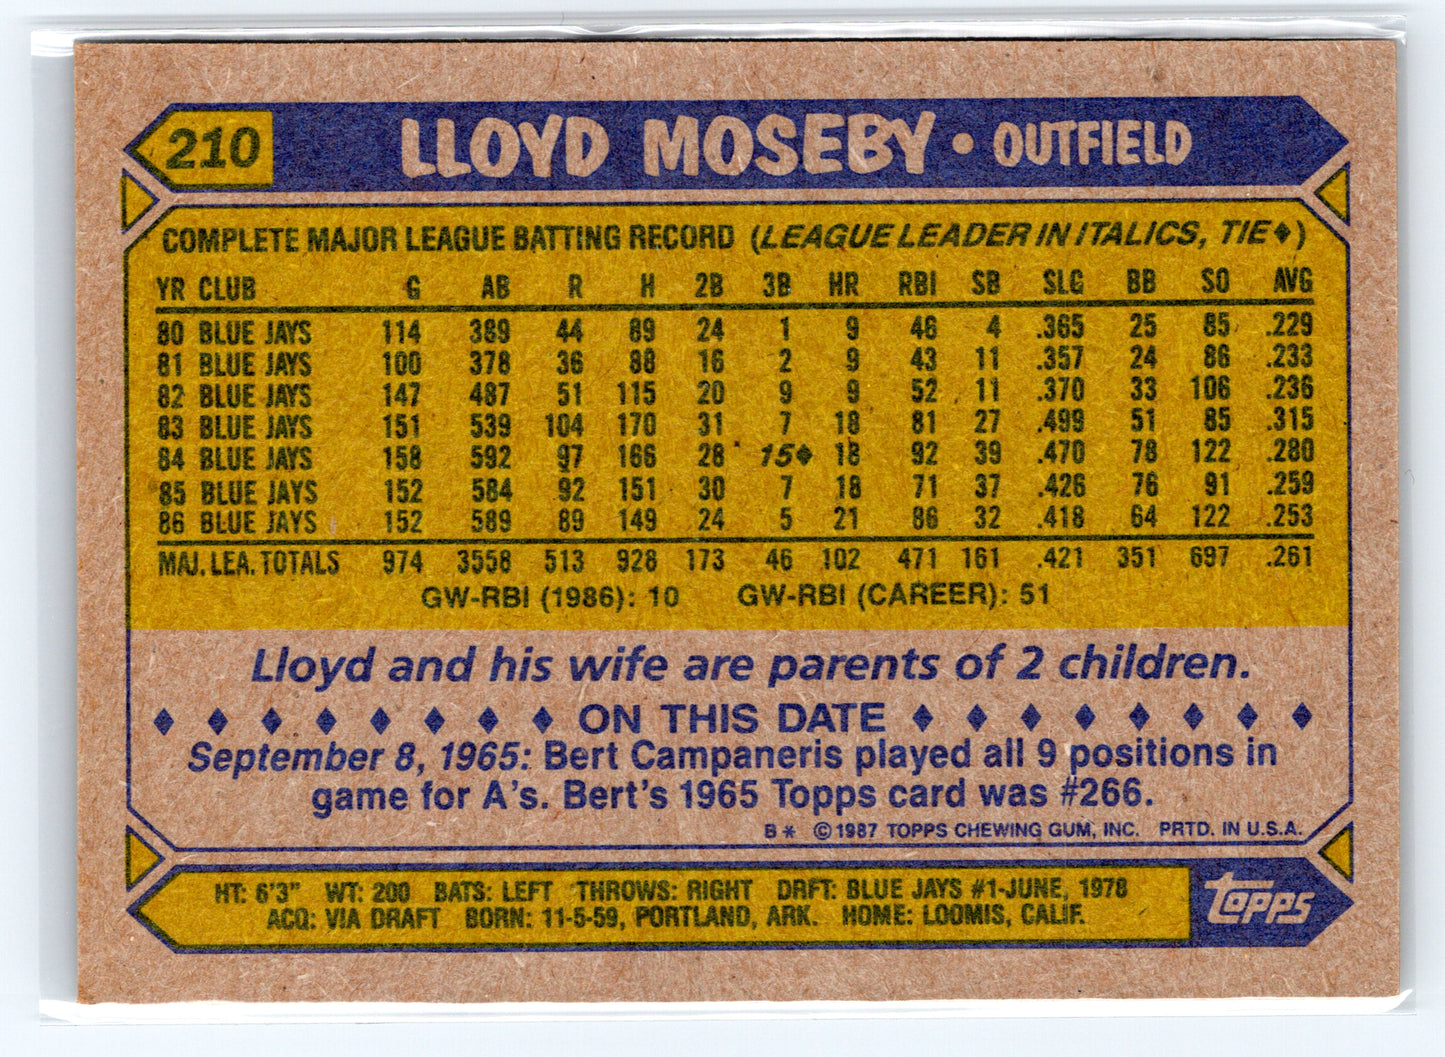 210 LLOYD MOSEBY • OUTFIELD
COMPLETE MAJOR LEAGUE BATTING RECORD (LEAGUE LEADER IN ITALICS, TIE♦)
YR CLUB G AB R H 2B 3B HR RBI SB SLG BB SO AVG
80 BLUE JAYS 114 389 44 89 24 1 9 46 4 .365 25 85 .229
81 BLUE JAYS 100 378 36 88 16 2 9 43 11 .357 24 86 .233
82 BLUE JAYS 147 487 51 115 20 9 9 52 11 .370 33 106 .236
83 BLUE JAYS 151 539 104 170 31 7 18 81 27 .499 51 85 .315
84 BLUE JAYS 158 592 97 166 28 15♦ 18 92 39 .470 78 122 .280
85 BLUE JAYS 152 584 92 151 30 7 18 71 37 .426 76 91 .259
86 BLUE JAYS 152 589 89 149 24 5 21 86 32 .418 64 122 .253
MAJ. LEA. TOTALS 974 3558 513 928 173 46 102 471 161 .421 351 697 .261
GW-RBI (1986): 10 GW-RBI (CAREER): 51
Lloyd and his wife are parents of 2 children.
♦ ♦ ♦ ♦ ♦ ♦ ♦ ♦ ON THIS DATE ♦ ♦ ♦ ♦ ♦ ♦ ♦ ♦
September 8, 1965: Bert Campaneris played all 9 positions in
game for A's. Bert's 1965 Topps card was #266.
B* ©1987 TOPPS CHEWING GUM, INC. PRTD. IN U.S.A.
HT: 6'3" WT: 200 BATS: LEFT THROWS: RIGHT DRFT: BLUE JAYS #1-JUNE, 1978
ACQ: VIA DRAFT BORN: 11-5-59, PORTLAND, ARK. HOME: LOOMIS, CALIF.
topps